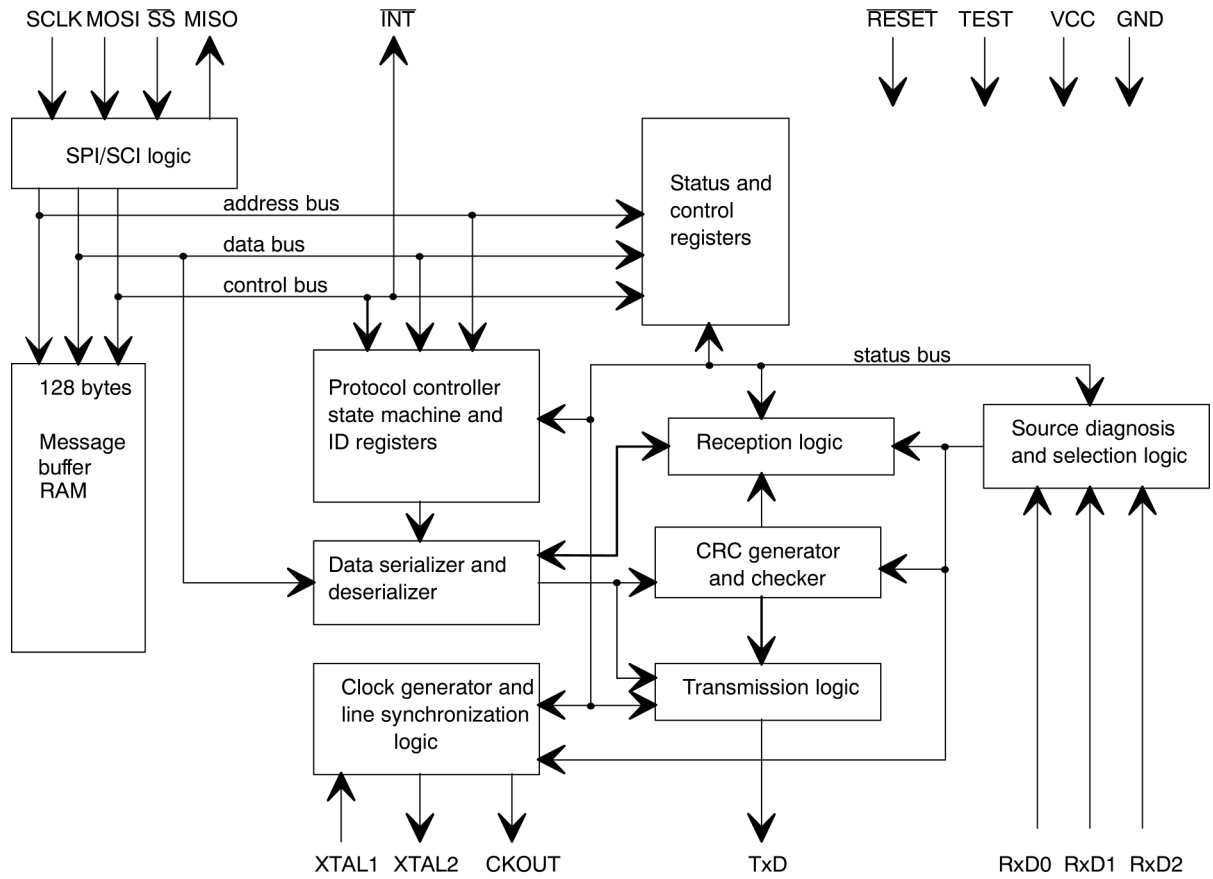 SCLK MOSI SS MISO INT RESET TEST VCC GND
SPI/SCI logic
address bus
data bus
control bus
Status and
control
registers
status bus
128 bytes
Message
buffer
RAM
Protocol controller
state machine and
ID registers
Reception logic
Source diagnosis
and selection logic
Data serializer and
deserializer
CRC generator
and checker
Clock generator and
line synchronization
logic
Transmission logic
XTAL1 XTAL2 CKOUT TxD RxD0 RxD1 RxD2